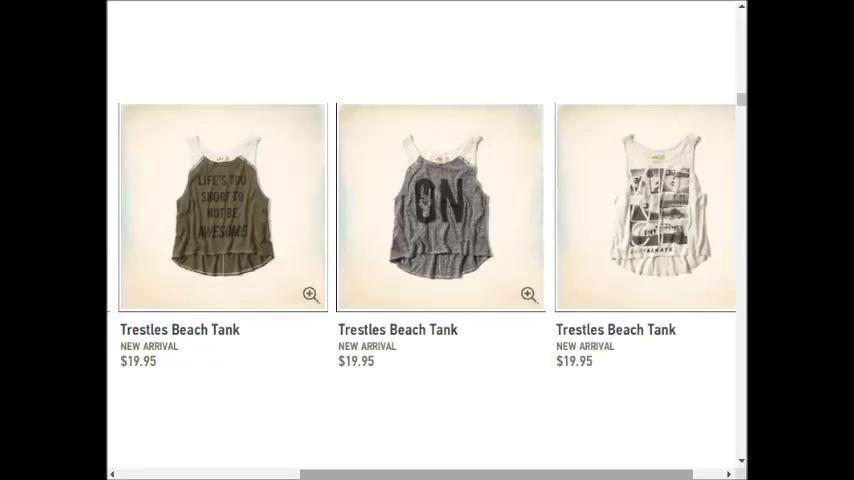 LIFE'S TOO
SHORT TO
NOT BE
AWESOME
ON
Trestles Beach Tank
NEW ARRIVAL
$19.95
Trestles Beach Tank
NEW ARRIVAL
$19.95
Trestles Beach Tank
NEW ARRIVAL
$19.95